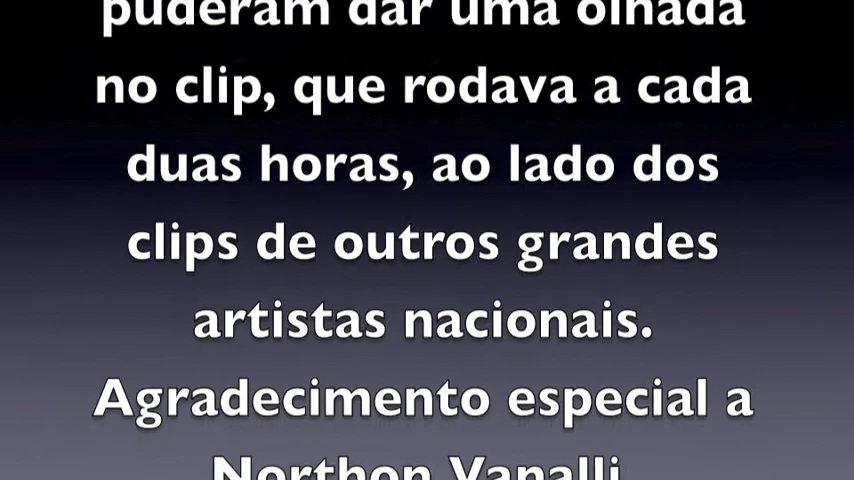 puderam dar uma olhada
no clip, que rodava a cada
duas horas, ao lado dos
clips de outros grandes
artistas nacionais.
Agradecimento especial a
Northon Vanalli